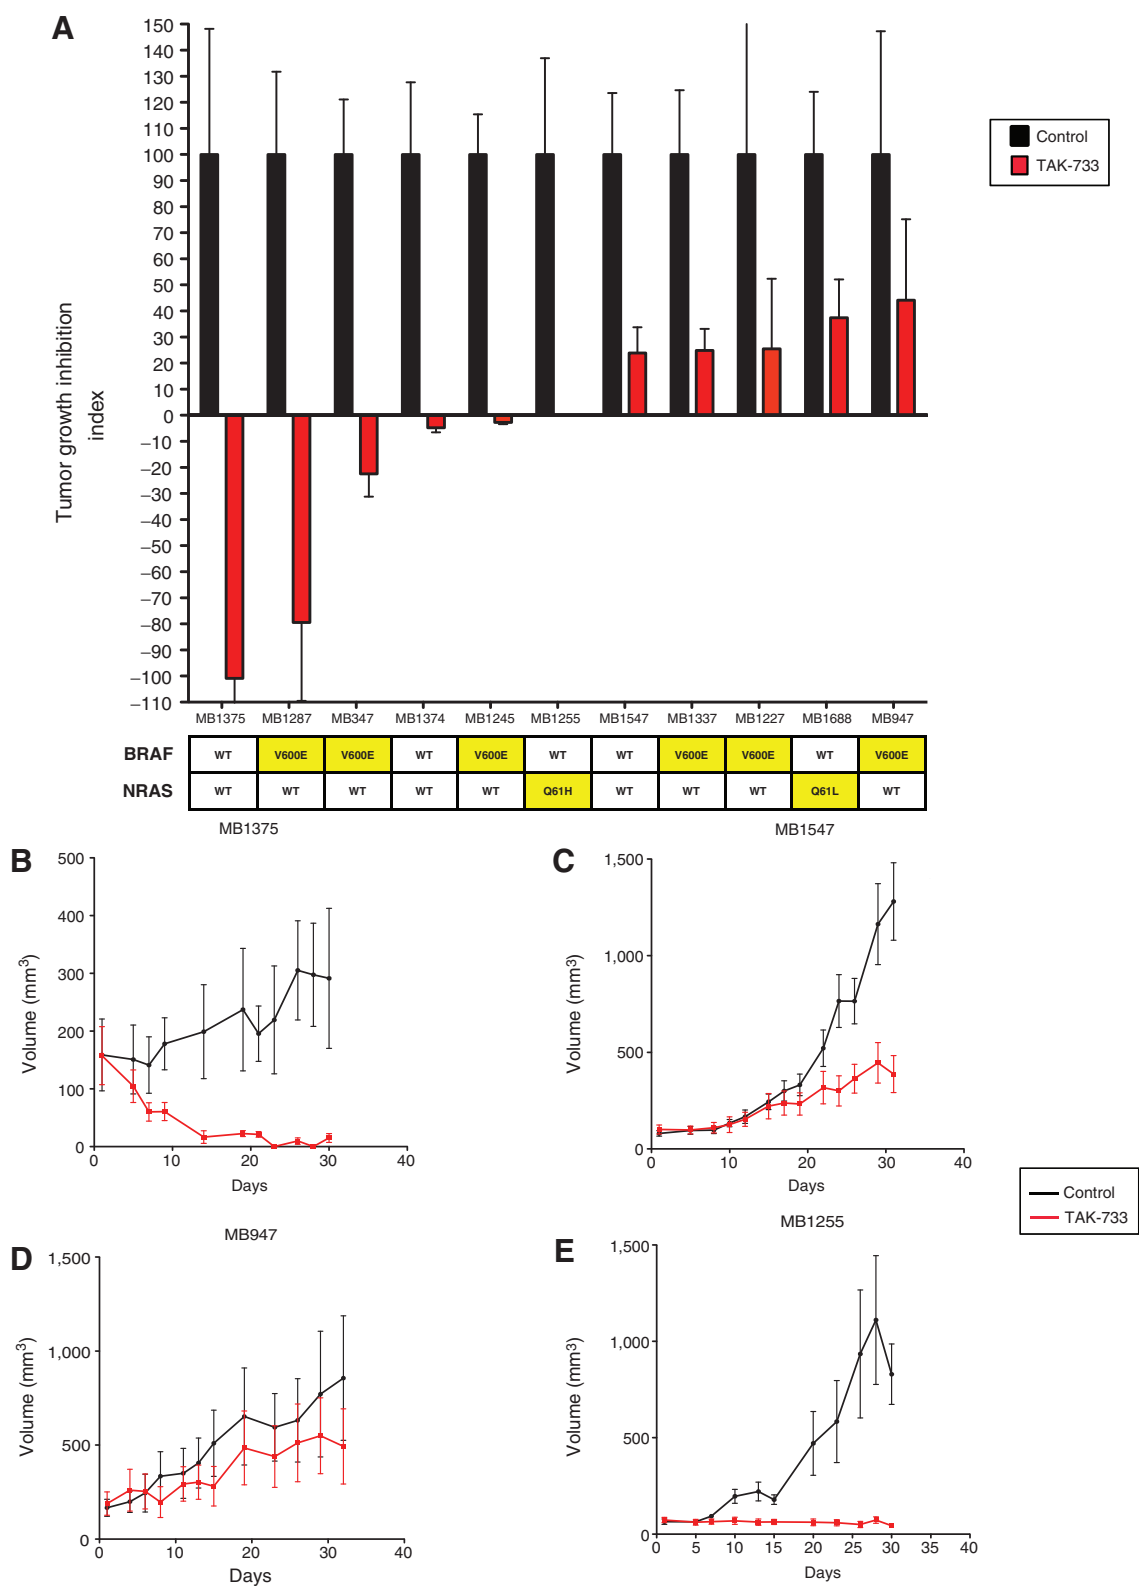 A
150
140
130
120
110
100
90
80
70
60
50
40
30
20
10
0
−10
−20
−30
−40
−50
−60
−70
−80
−90
−100
−110
Tumor growth inhibition
index
Control
TAK-733
MB1375 MB1287 MB347 MB1374 MB1245 MB1255 MB1547 MB1337 MB1227 MB1688 MB947
BRAF WT V600E V600E WT V600E WT WT V600E V600E WT V600E
NRAS WT WT WT WT WT Q61H WT WT WT Q61L WT
B
MB1375
500
400
300
200
100
0
Volume (mm³)
0 10 20 30 40
Days
C
MB1547
1,500
1,000
500
0
Volume (mm³)
0 10 20 30 40
Days
Control
TAK-733
D
MB947
1,500
1,000
500
0
Volume (mm³)
0 10 20 30 40
Days
E
MB1255
1,500
1,000
500
0
Volume (mm³)
0 5 10 15 20 25 30 35 40
Days